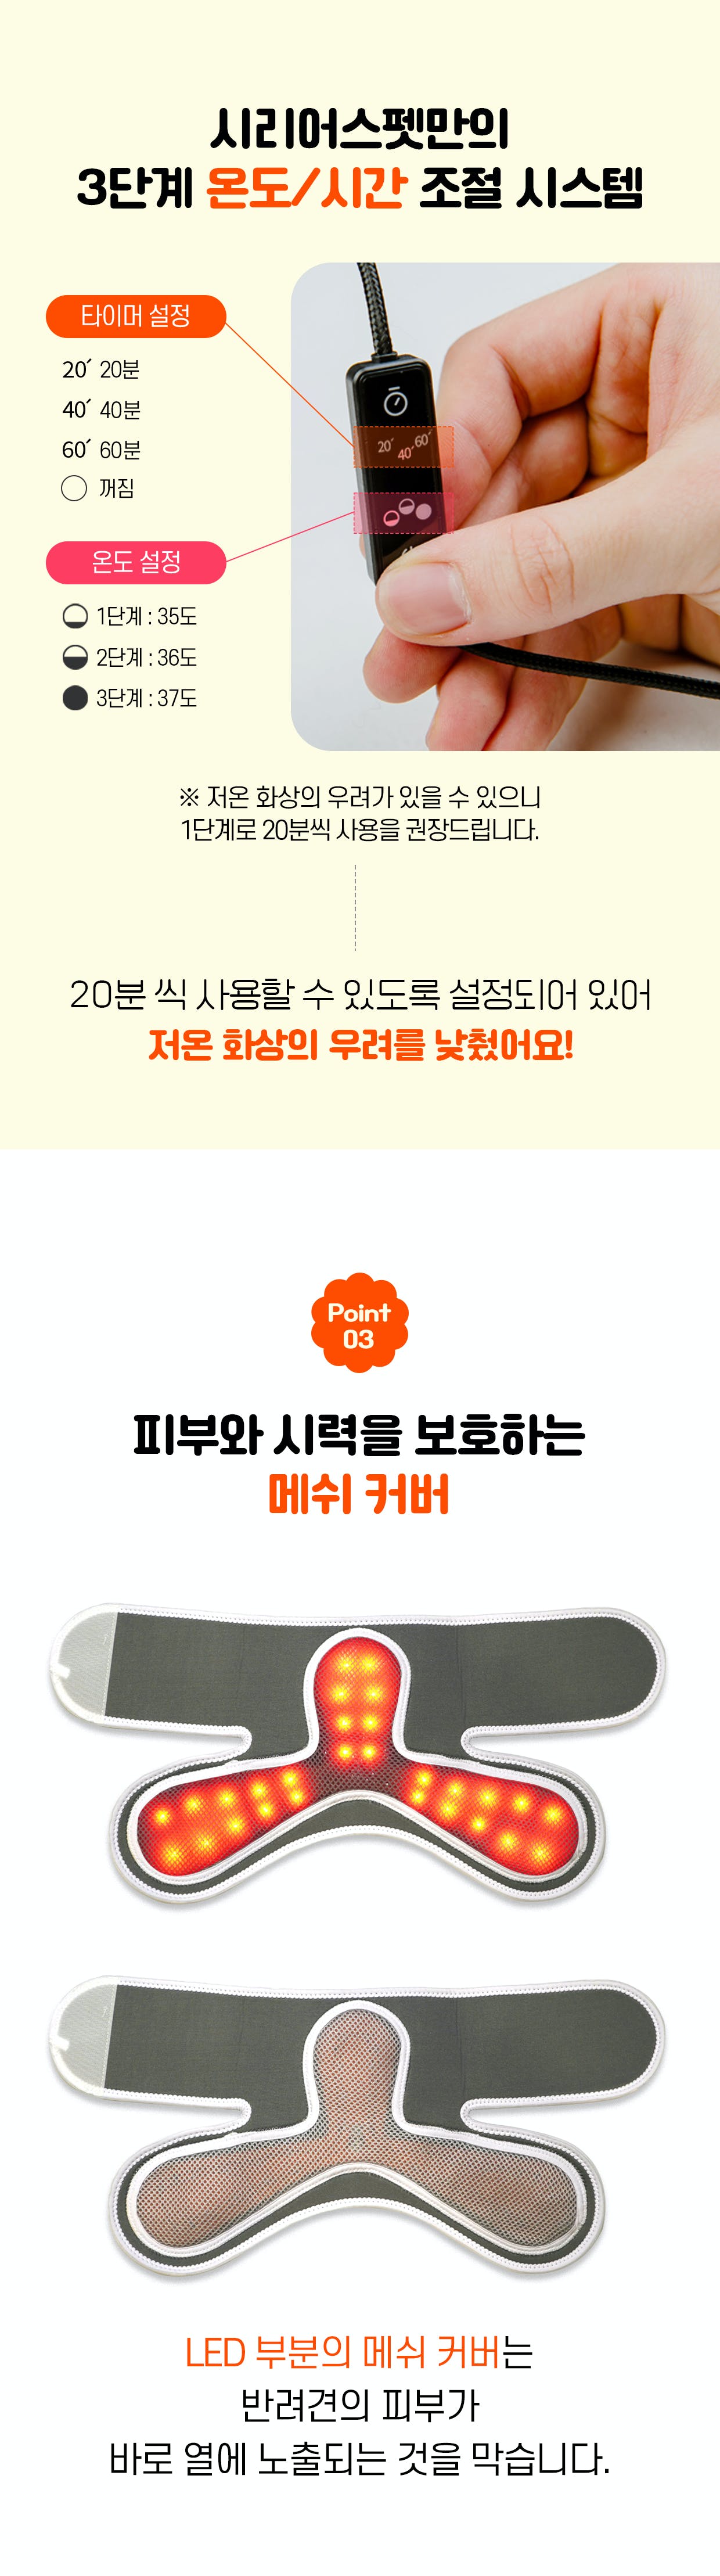 시리어스펫만의
3단계 온도/시간 조절 시스템
타이머 설정
20´ 20분
40´ 40분
60´ 60분
꺼짐
20´ 40´ 60´
온도 설정
1단계 : 35도
2단계 : 36도
3단계 : 37도
※ 저온 화상의 우려가 있을 수 있으니
1단계로 20분씩 사용을 권장드립니다.
20분 씩 사용할 수 있도록 설정되어 있어
저온 화상의 우려를 낮췄어요!
Point
03
피부와 시력을 보호하는
메쉬 커버
LED 부분의 메쉬 커버는
반려견의 피부가
바로 열에 노출되는 것을 막습니다.